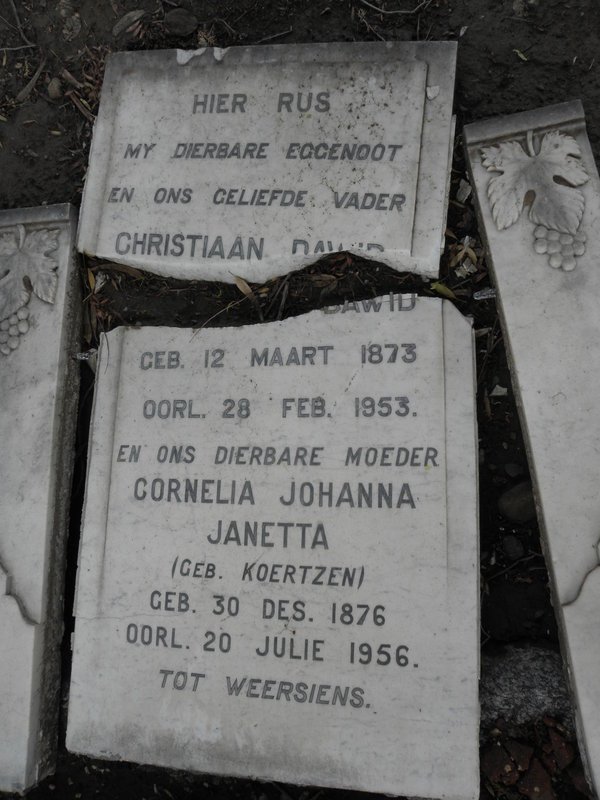 HIER RUS
MY DIERBARE EGGENOOT
EN ONS GELIEFDE VADER
CHRISTIAAN DAWID
GEB. 12 MAART 1873
OORL. 28 FEB. 1953.
EN ONS DIERBARE MOEDER
CORNELIA JOHANNA
JANETTA
(GEB. KOERTZEN)
GEB. 30 DES. 1876
OORL. 20 JULIE 1956.
TOT WEERSIENS.